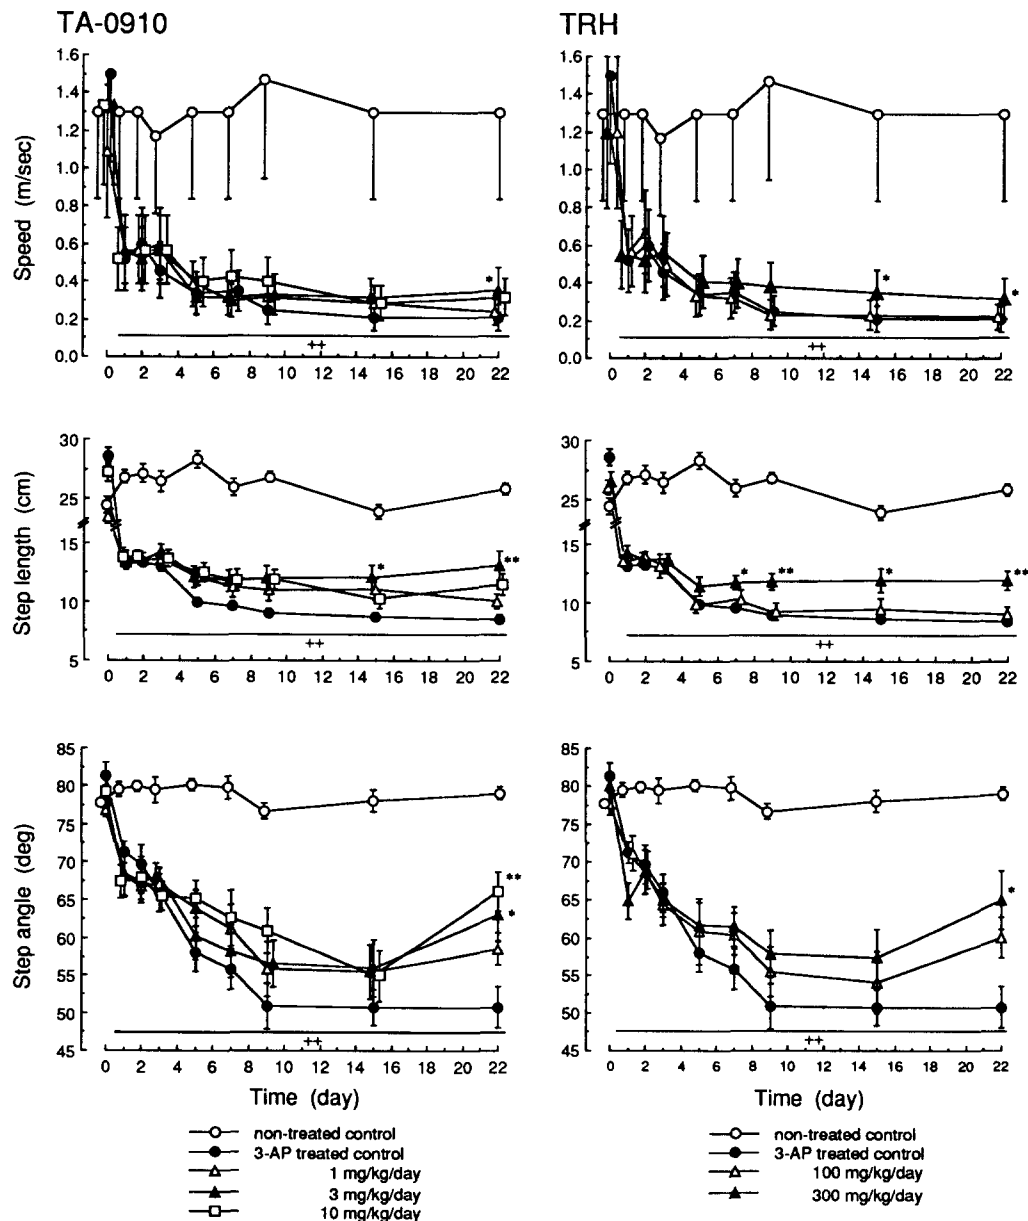 TA-0910
TRH
Speed (m/sec)
1.6
1.4
1.2
1.0
0.8
0.6
0.4
0.2
0.0
*
++
0 2 4 6 8 10 12 14 16 18 20 22
1.6
1.4
1.2
1.0
0.8
0.6
0.4
0.2
0.0
*
*
++
0 2 4 6 8 10 12 14 16 18 20 22
Step length (cm)
30
25
15
10
5
*
**
++
0 2 4 6 8 10 12 14 16 18 20 22
30
25
15
10
5
*
**
*
**
++
0 2 4 6 8 10 12 14 16 18 20 22
Step angle (deg)
85
80
75
70
65
60
55
50
45
**
*
++
0 2 4 6 8 10 12 14 16 18 20 22
Time (day)
85
80
75
70
65
60
55
50
45
*
++
0 2 4 6 8 10 12 14 16 18 20 22
Time (day)
non-treated control
3-AP treated control
1 mg/kg/day
3 mg/kg/day
10 mg/kg/day
non-treated control
3-AP treated control
100 mg/kg/day
300 mg/kg/day